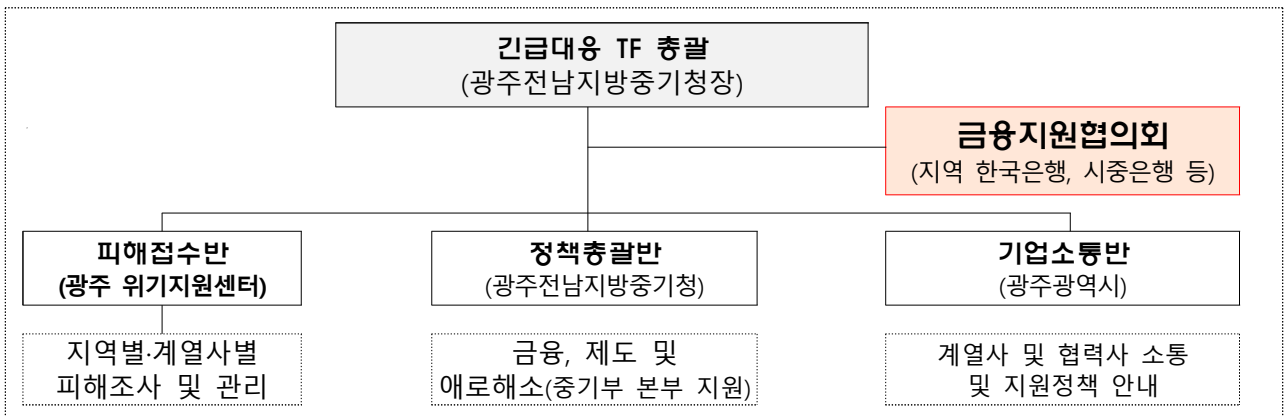 긴급대응 TF 총괄
(광주전남지방중기청장)
금융지원협의회
(지역 한국은행, 시중은행 등)
피해접수반
(광주 위기지원센터)
정책총괄반
(광주전남지방중기청)
기업소통반
(광주광역시)
지역별·계열사별
피해조사 및 관리
금융, 제도 및
애로해소(중기부 본부 지원)
계열사 및 협력사 소통
및 지원정책 안내